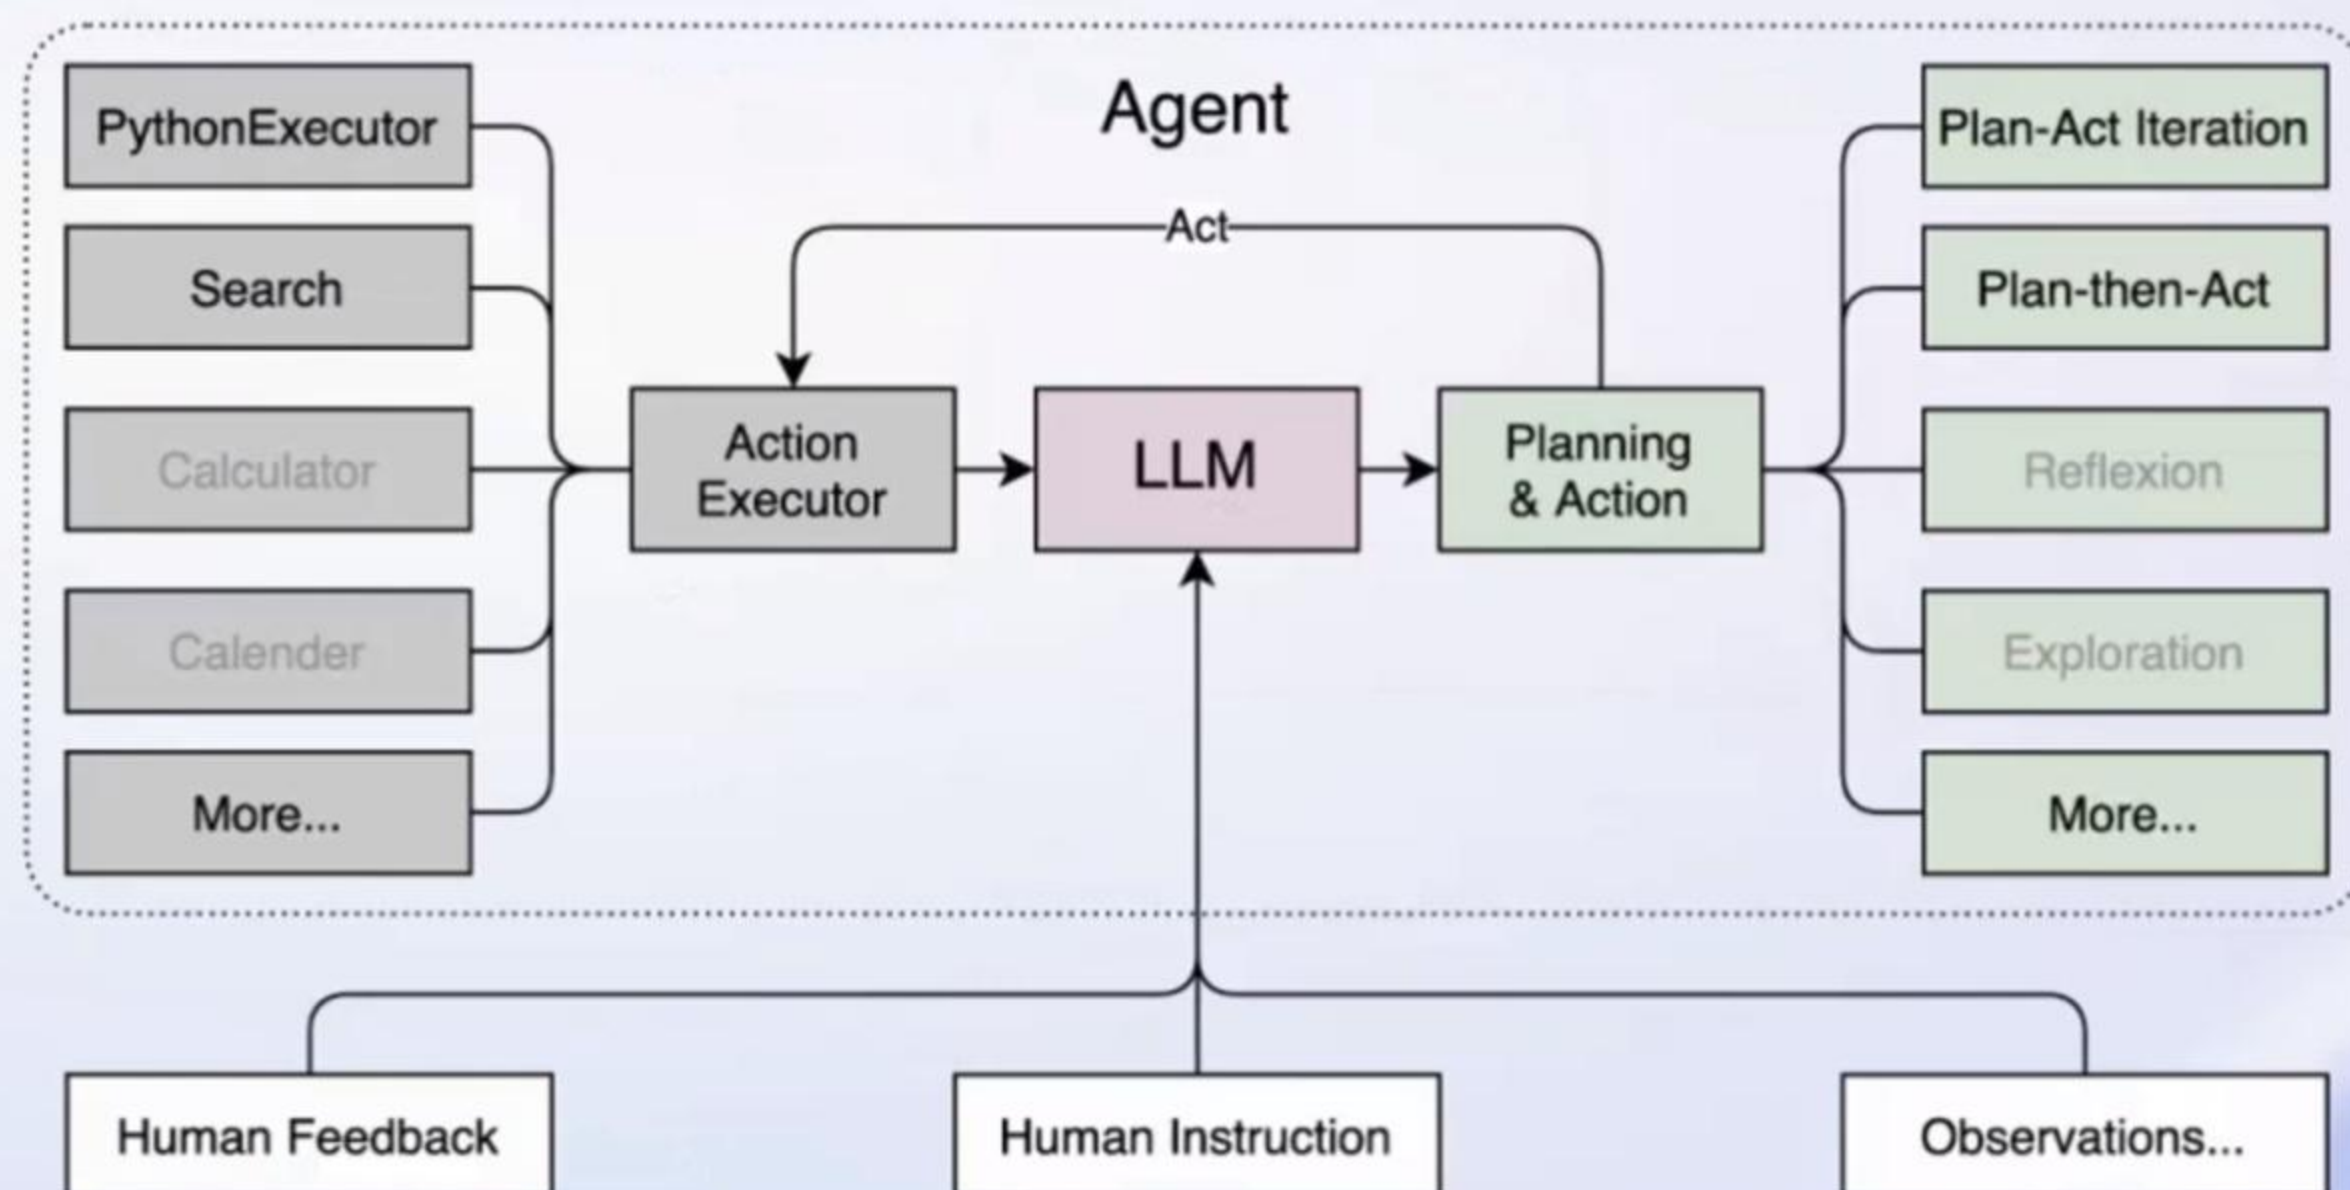 Agent
PythonExecutor
Search
Calculator
Calender
More...
Act
Action
Executor
LLM
Planning
& Action
Plan-Act Iteration
Plan-then-Act
Reflexion
Exploration
More...
Human Feedback
Human Instruction
Observations...